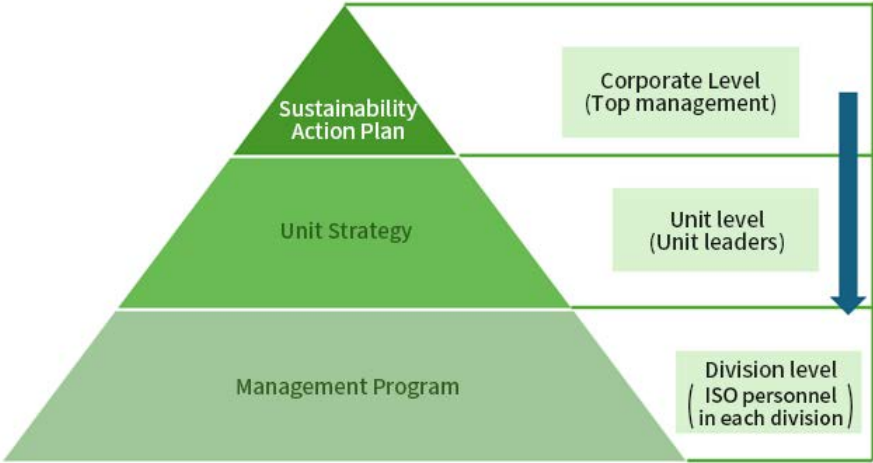 Sustainability
Action Plan
Corporate Level
(Top management)
Unit Strategy
Unit level
(Unit leaders)
Management Program
Division level
(ISO personnel
in each division)